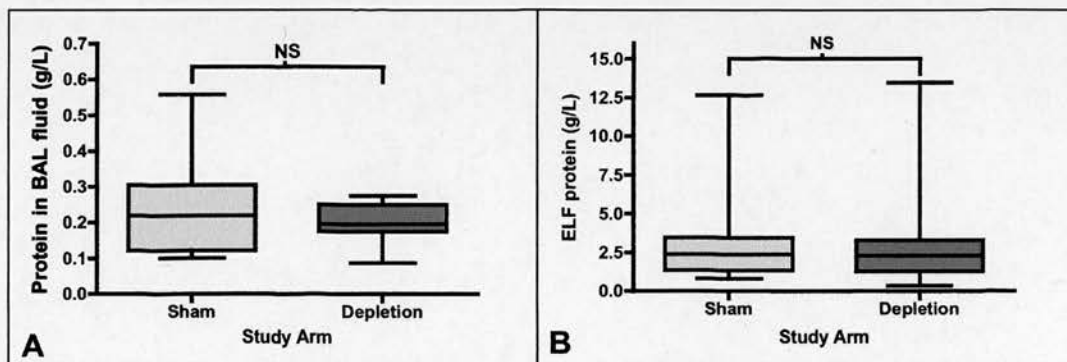 Protein in BAL fluid (g/L)
0.7
0.6
0.5
0.4
0.3
0.2
0.1
0.0
NS
Sham
Depletion
Study Arm
A
ELF protein (g/L)
15.0
12.5
10.0
7.5
5.0
2.5
0.0
NS
Sham
Depletion
Study Arm
B